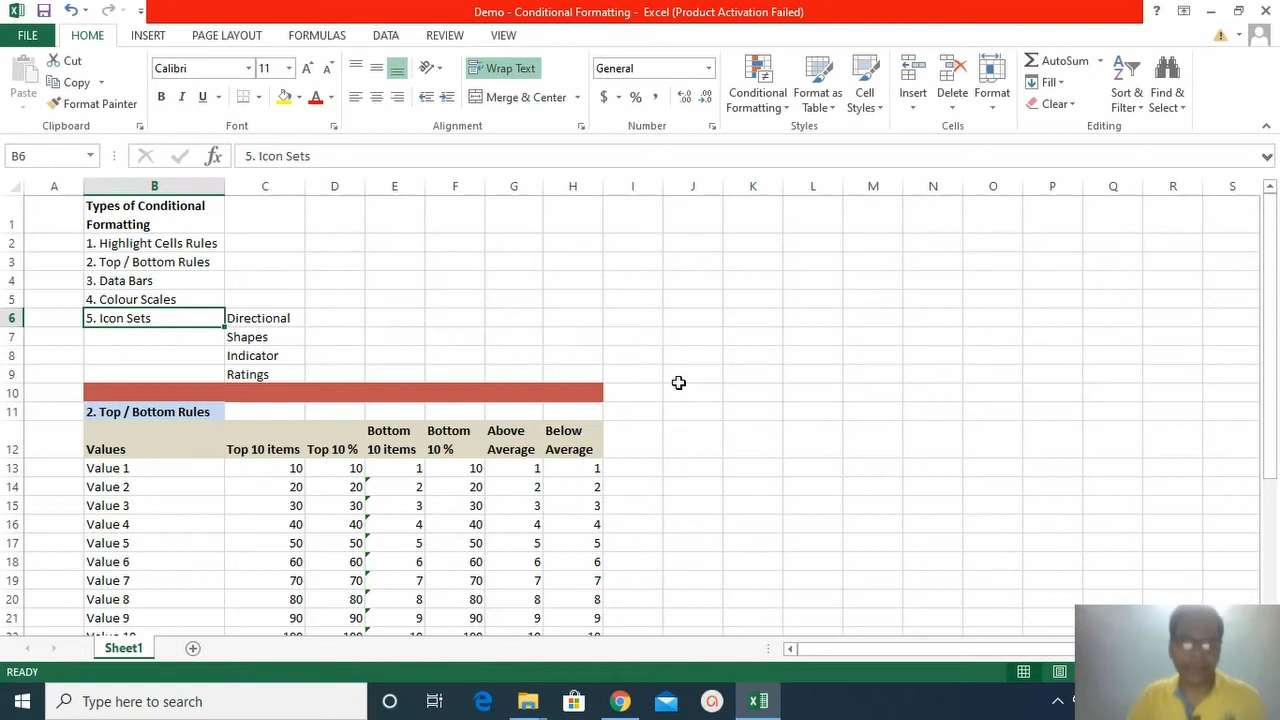 Demo - Conditional Formatting - Excel (Product Activation Failed)
FILE HOME INSERT PAGE LAYOUT FORMULAS DATA REVIEW VIEW
Paste
Cut
Copy
Format Painter
Clipboard
Calibri 11
B I U
Font
Wrap Text
Merge & Center
Alignment
General
$ % ,
Number
Conditional Formatting
Format as Table
Cell Styles
Styles
Insert Delete Format
Cells
AutoSum
Fill
Clear
Sort & Filter
Find & Select
Editing
B6 fx 5. Icon Sets
A B C D E F G H I J K L M N O P Q R S
1 Types of Conditional Formatting
2 1. Highlight Cells Rules
3 2. Top / Bottom Rules
4 3. Data Bars
5 4. Colour Scales
6 5. Icon Sets Directional
7 Shapes
8 Indicator
9 Ratings
10
11 2. Top / Bottom Rules
12 Values Top 10 items Top 10 % Bottom 10 items Bottom 10 % Above Average Below Average
13 Value 1 10 10 1 10 1 1
14 Value 2 20 20 2 20 2 2
15 Value 3 30 30 3 30 3 3
16 Value 4 40 40 4 40 4 4
17 Value 5 50 50 5 50 5 5
18 Value 6 60 60 6 60 6 6
19 Value 7 70 70 7 70 7 7
20 Value 8 80 80 8 80 8 8
21 Value 9 90 90 9 90 9 9
Sheet1
READY
Type here to search